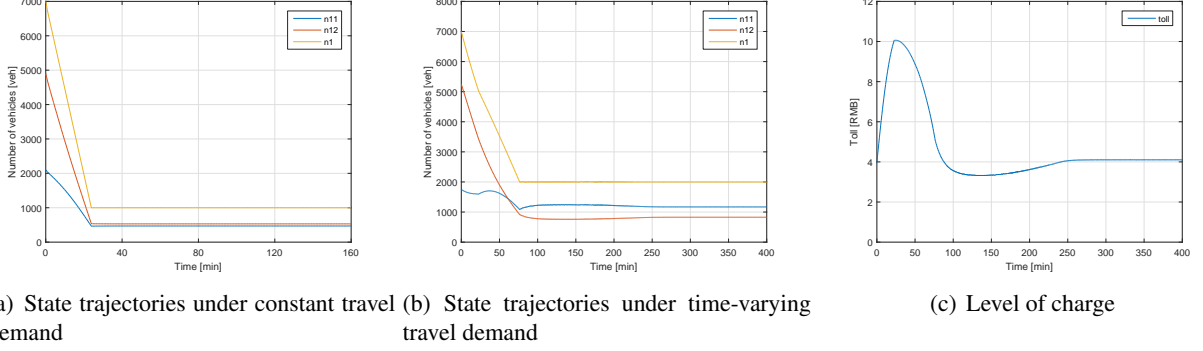 7000
6000
5000
4000
3000
2000
1000
0
Number of vehicles [veh]
0 40 80 120 160
Time [min]
n11
n12
n1
8000
7000
6000
5000
4000
3000
2000
1000
0
Number of vehicles [veh]
0 50 100 150 200 250 300 350 400
Time [min]
n11
n12
n1
12
10
8
6
4
2
0
Toll [RMB]
0 50 100 150 200 250 300 350 400
Time [min]
toll
) State trajectories under constant travel
emand
(b) State trajectories under time-varying
travel demand
(c) Level of charge